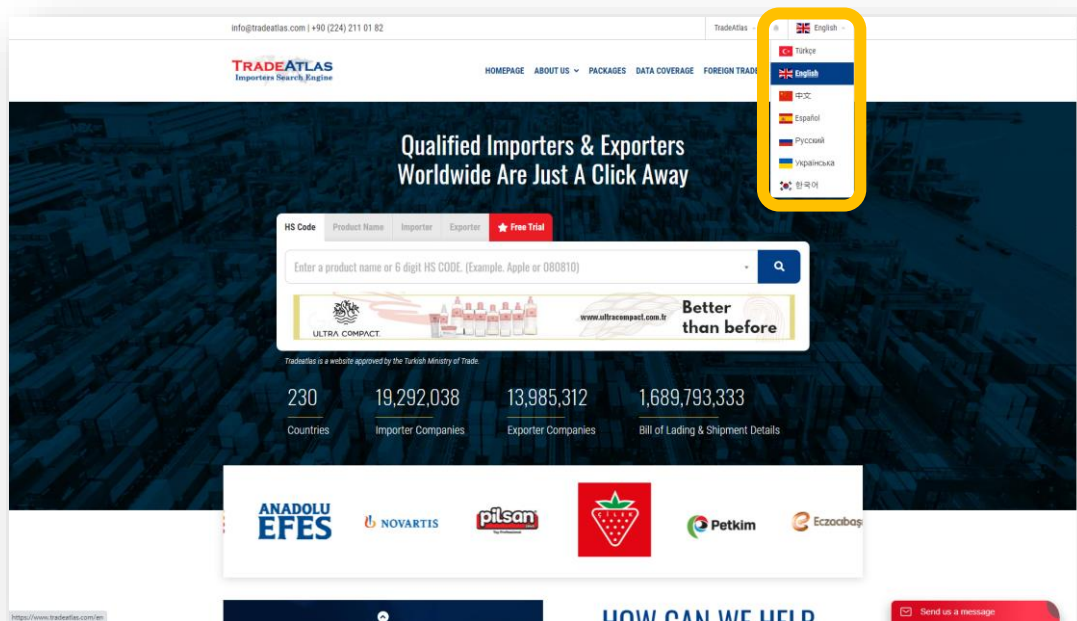 info@tradeatlas.com | +90 (224) 211 01 82
TradeAtlas
English
Türkçe
English
中文
Español
Русский
Українська
한국어
TRADEATLAS
Importers Search Engine
HOMEPAGE ABOUT US PACKAGES DATA COVERAGE FOREIGN TRADE
Qualified Importers & Exporters
Worldwide Are Just A Click Away
HS Code Product Name Importer Exporter Free Trial
Enter a product name or 6 digit HS CODE. (Example. Apple or 080810)
ULTRA COMPACT.
www.ultracompact.com.tr
Better
than before
Tradeatlas is a website approved by the Turkish Ministry of Trade.
230 19,292,038 13,985,312 1,689,793,333
Countries Importer Companies Exporter Companies Bill of Lading & Shipment Details
ANADOLU
EFES
NOVARTIS
pilsan
ÇİLEK
Petkim
Eczacıbaş
HOW CAN WE HELP
Send us a message
https://www.tradeatlas.com/en